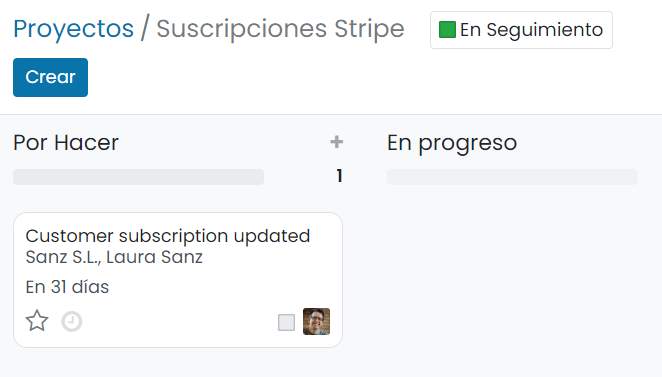 Proyectos / Suscripciones Stripe
En Seguimiento
Crear
Por Hacer
+
1
En progreso
Customer subscription updated
Sanz S.L., Laura Sanz
En 31 días